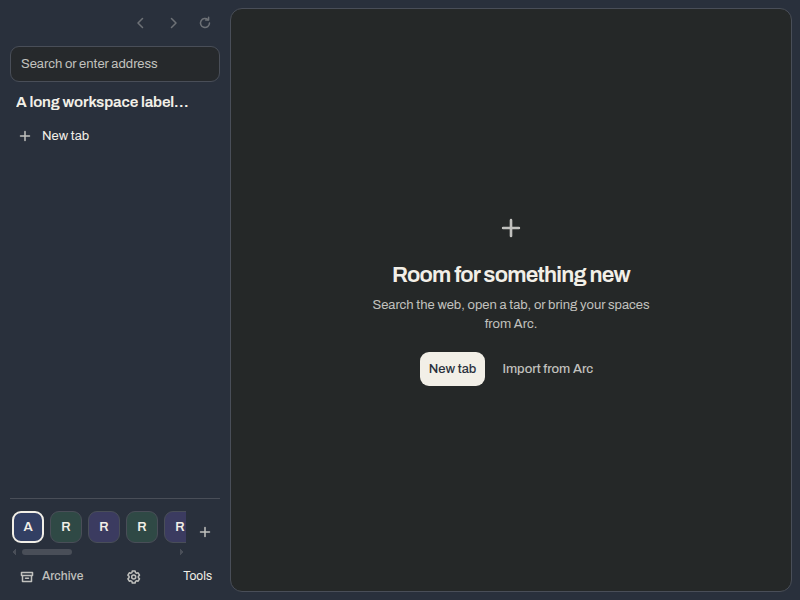 Search or enter address
A long workspace label…
New tab
Room for something new
Search the web, open a tab, or bring your spaces
from Arc.
New tab
Import from Arc
A
R
R
R
R
Archive
Tools